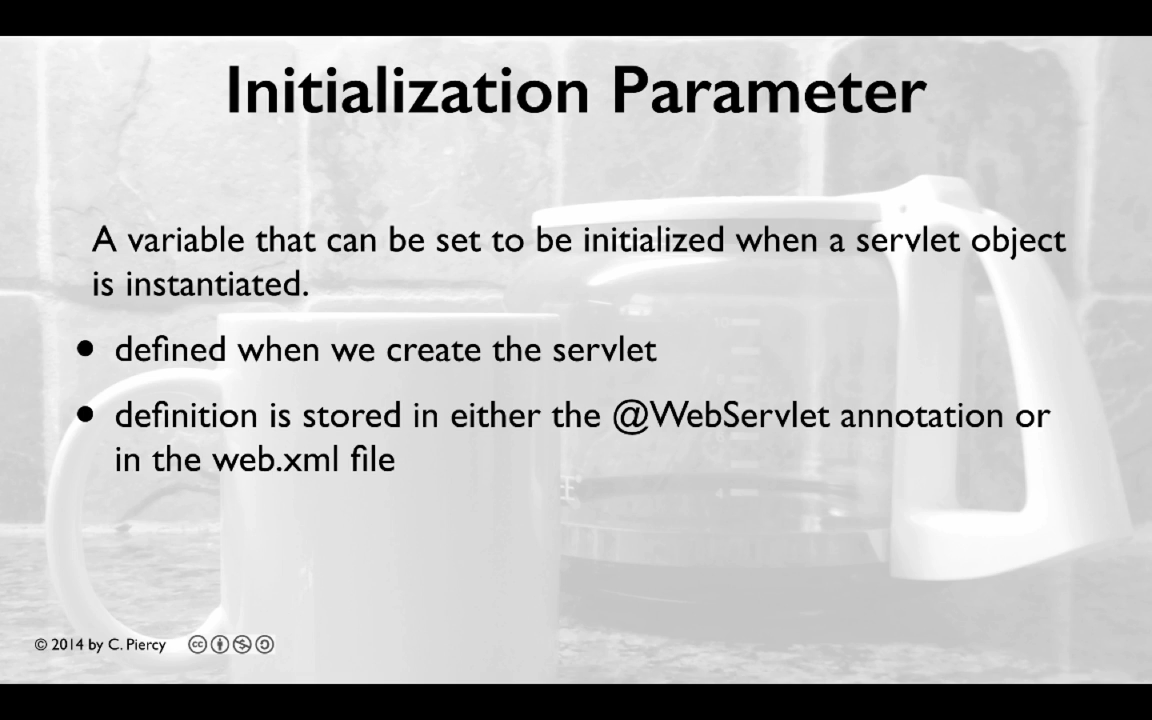 Initialization Parameter
A variable that can be set to be initialized when a servlet object
is instantiated.
• defined when we create the servlet
• definition is stored in either the @WebServlet annotation or
in the web.xml file
© 2014 by C. Piercy